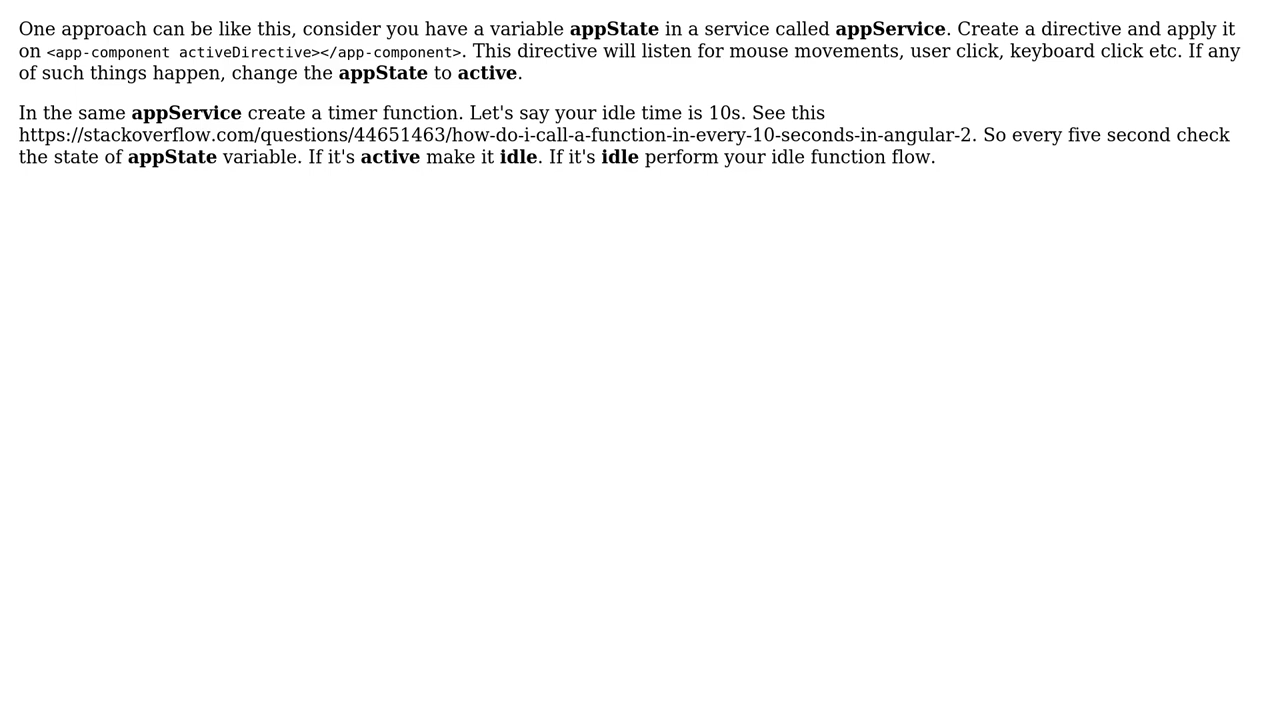 One approach can be like this, consider you have a variable appState in a service called appService. Create a directive and apply it
on <app-component activeDirective></app-component>. This directive will listen for mouse movements, user click, keyboard click etc. If any
of such things happen, change the appState to active.
In the same appService create a timer function. Let's say your idle time is 10s. See this
https://stackoverflow.com/questions/44651463/how-do-i-call-a-function-in-every-10-seconds-in-angular-2. So every five second check
the state of appState variable. If it's active make it idle. If it's idle perform your idle function flow.